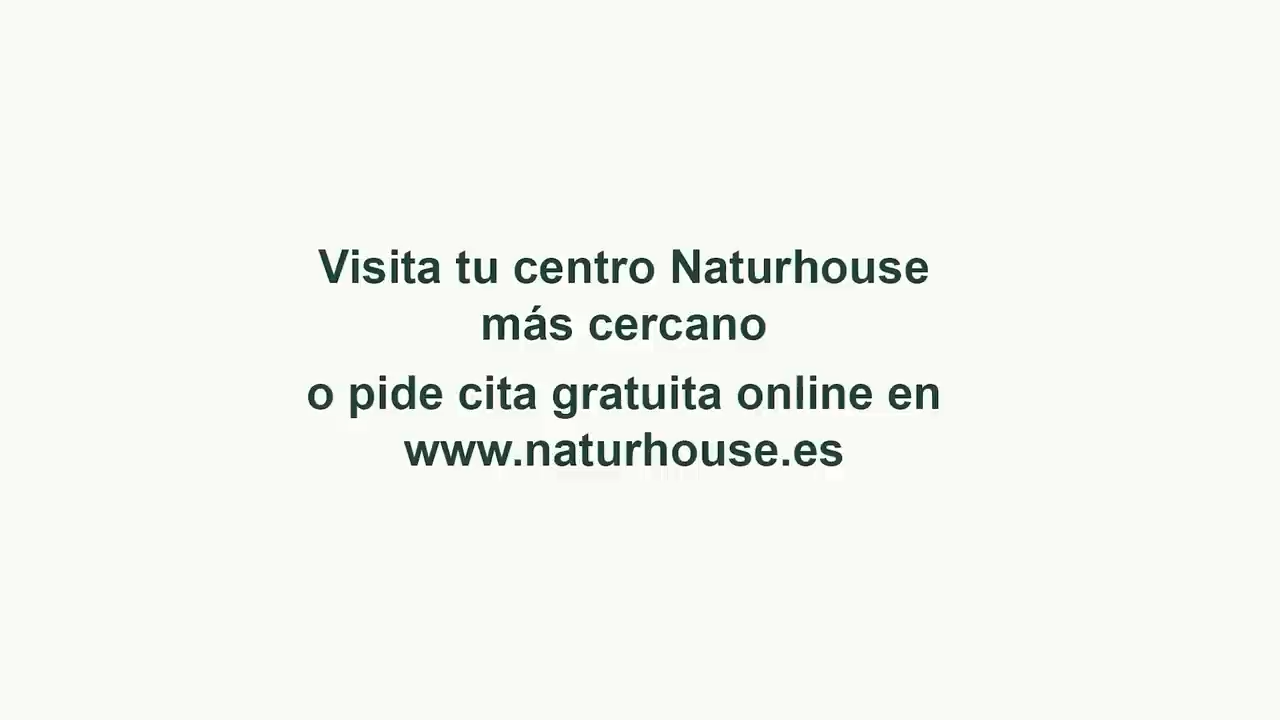 Visita tu centro Naturhouse
más cercano
o pide cita gratuita online en
www.naturhouse.es